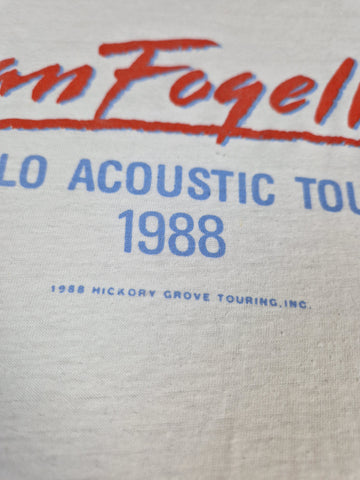 an Fogel
LO ACOUSTIC TOU
1988
1988 HICKORY GROVE TOURING, INC.